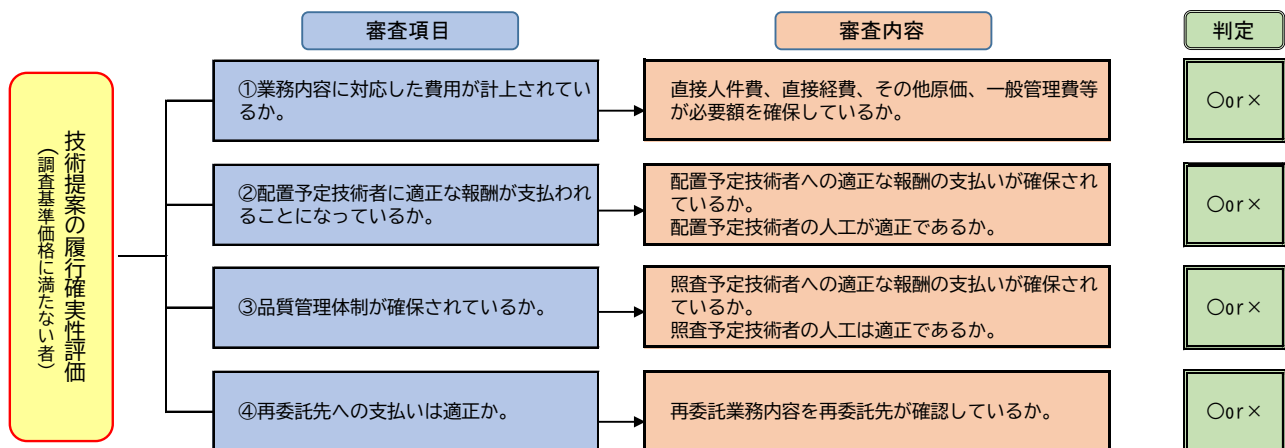 審査項目
審査内容
判定
技術提案の履行確実性評価
（調査基準価格に満たない者）
①業務内容に対応した費用が計上されてい
るか。
直接人件費、直接経費、その他原価、一般管理費等
が必要額を確保しているか。
〇or×
②配置予定技術者に適正な報酬が支払われ
ることになっているか。
配置予定技術者への適正な報酬の支払いが確保され
ているか。
配置予定技術者の人工が適正であるか。
〇or×
③品質管理体制が確保されているか。
照査予定技術者への適正な報酬の支払いが確保され
ているか。
照査予定技術者の人工は適正であるか。
〇or×
④再委託先への支払いは適正か。
再委託業務内容を再委託先が確認しているか。
〇or×